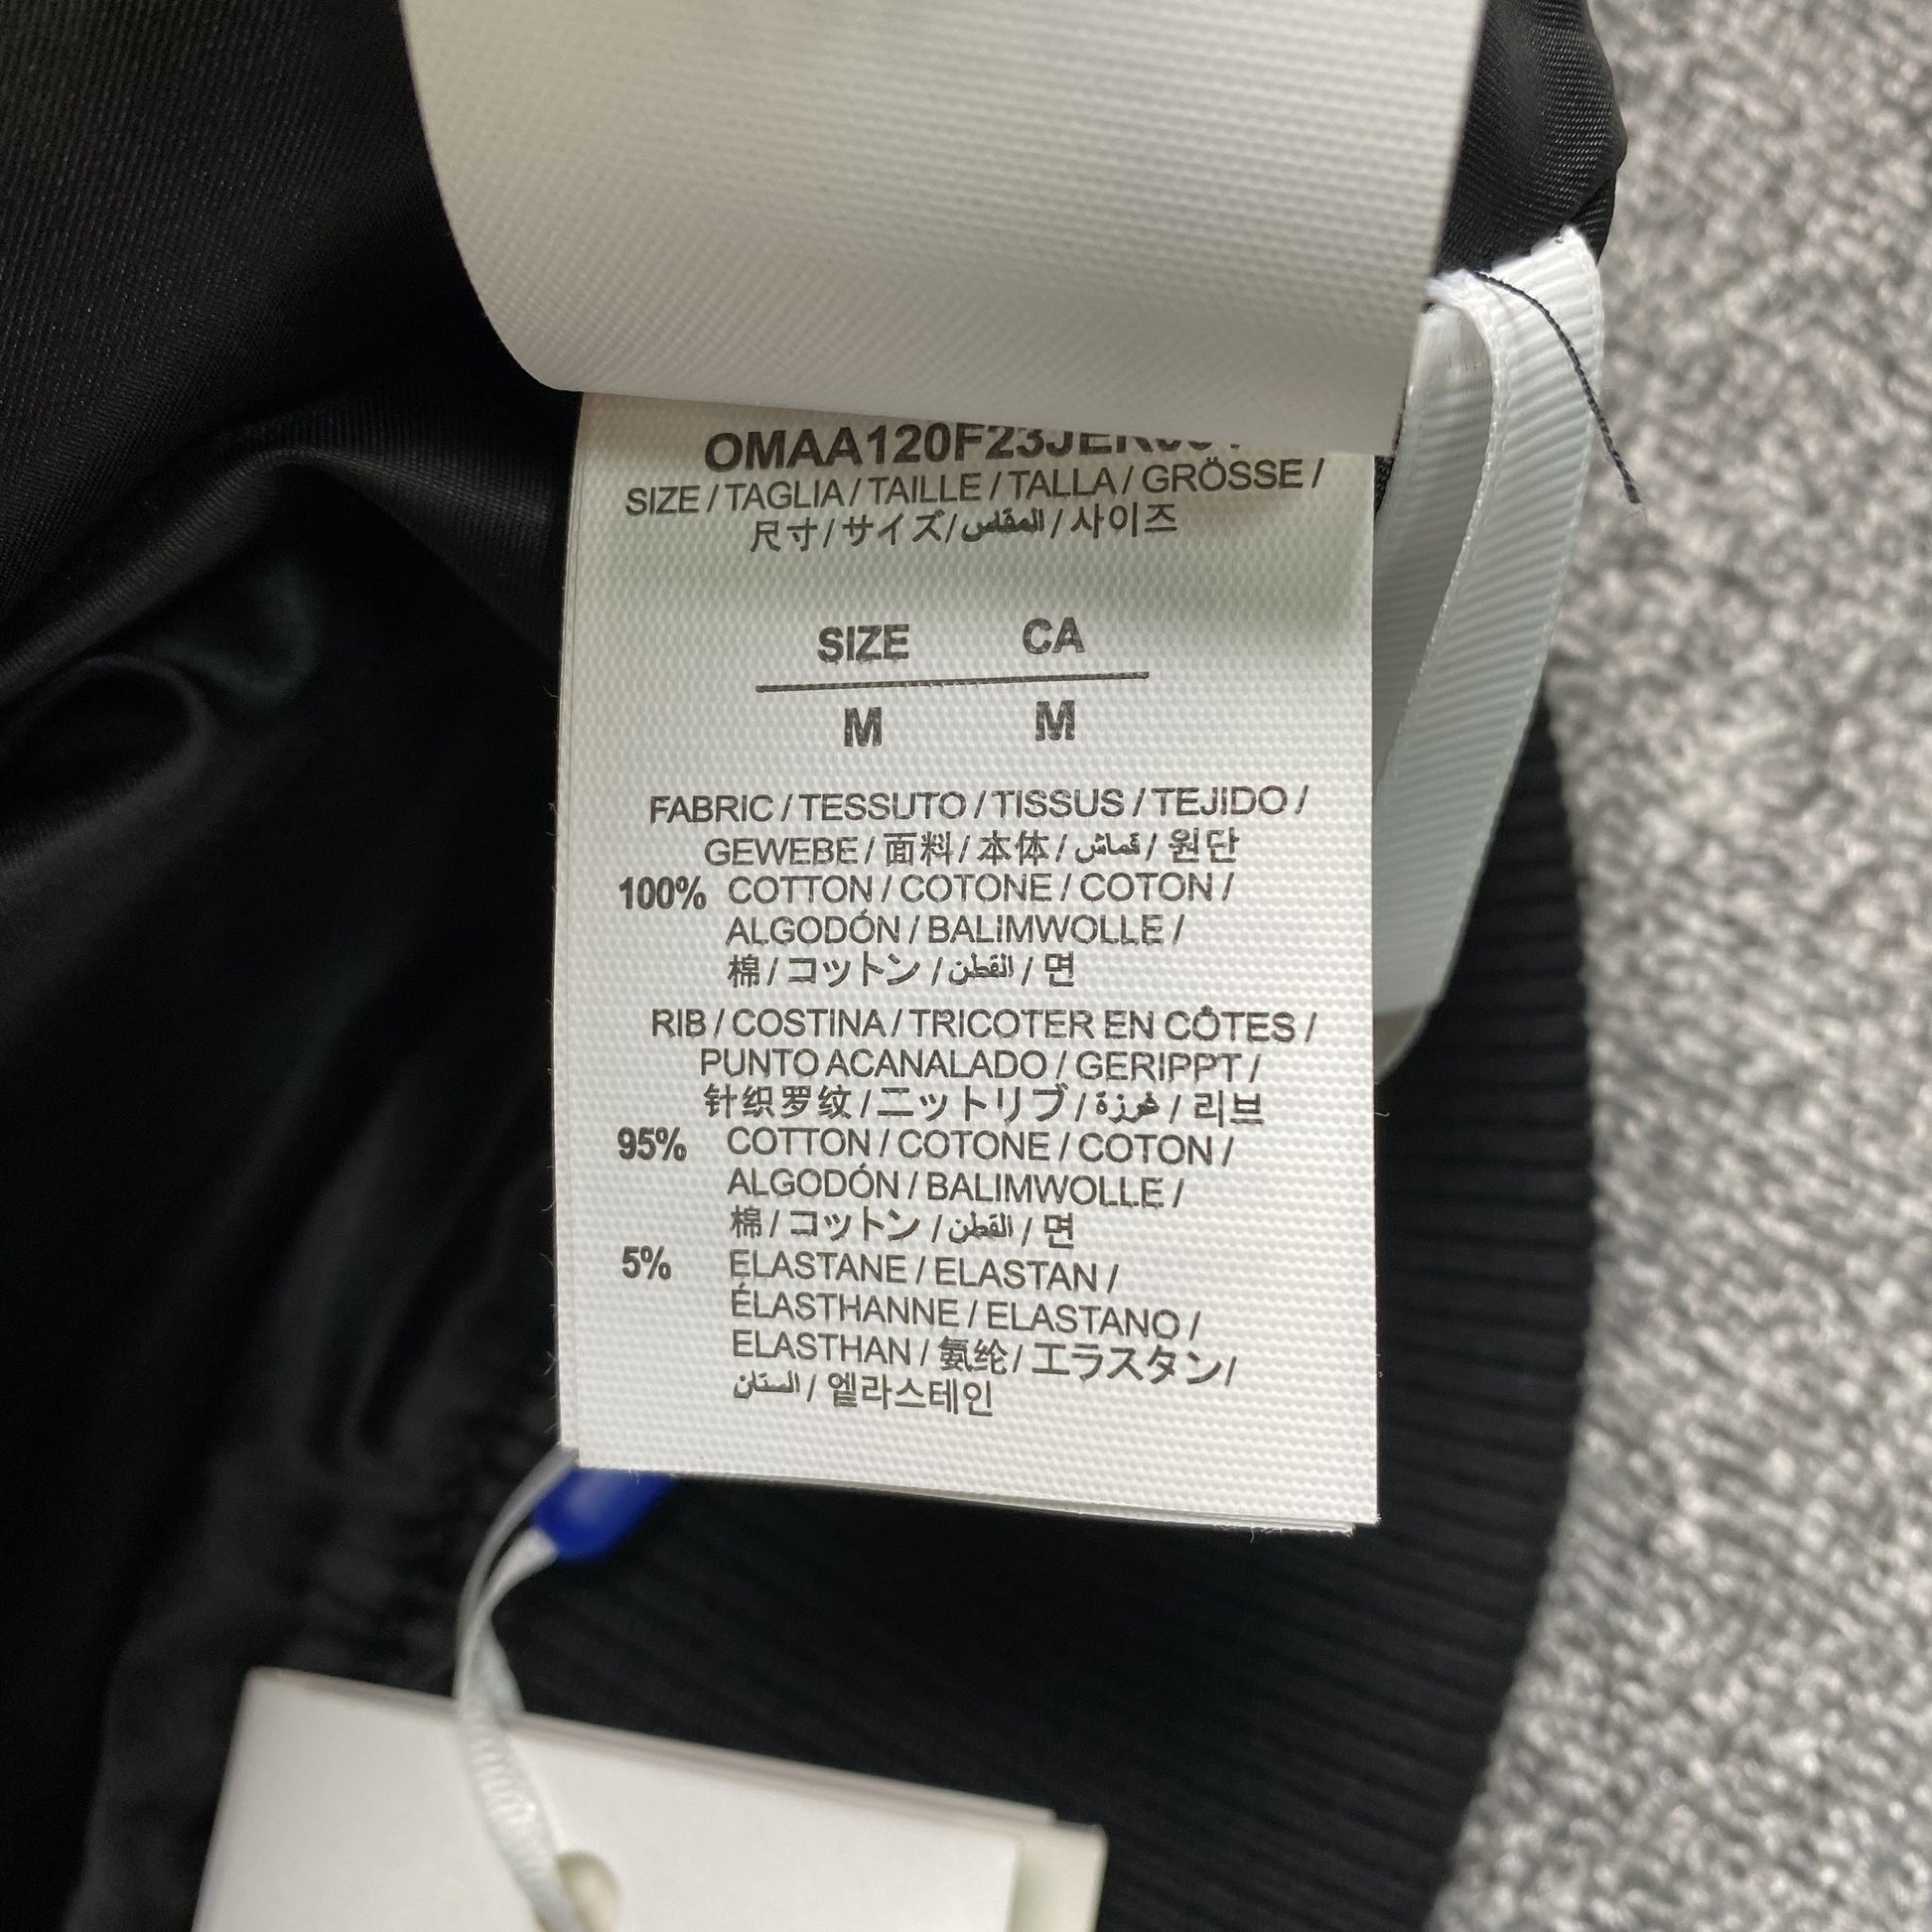 OMAA120F23JER001
SIZE / TAGLIA / TAILLE / TALLA / GRÖSSE /
尺寸 / サイズ / المقاس / 사이즈
SIZE CA
M M
FABRIC / TESSUTO / TISSUS / TEJIDO /
GEWEBE / 面料 / 本体 / قماش / 원단
100% COTTON / COTONE / COTON /
ALGODÓN / BALIMWOLLE /
棉 / コットン / القطن / 면
RIB / COSTINA / TRICOTER EN CÔTES /
PUNTO ACANALADO / GERIPPT /
针织罗纹 / ニットリブ / غرزة / 리브
95% COTTON / COTONE / COTON /
ALGODÓN / BALIMWOLLE /
棉 / コットン / القطن / 면
5% ELASTANE / ELASTAN /
ÉLASTHANNE / ELASTANO /
ELASTHAN / 氨纶 / エラスタン /
الستان / 엘라스테인